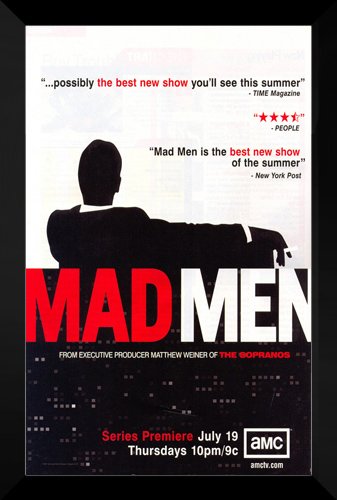 "...possibly the best new show you'll see this summer"
- TIME Magazine
- PEOPLE
"Mad Men is the best new show
of the summer"
- New York Post
MAD MEN
FROM EXECUTIVE PRODUCER MATTHEW WEINER OF THE SOPRANOS
Series Premiere July 19
Thursdays 10pm/9c
amc
amctv.com